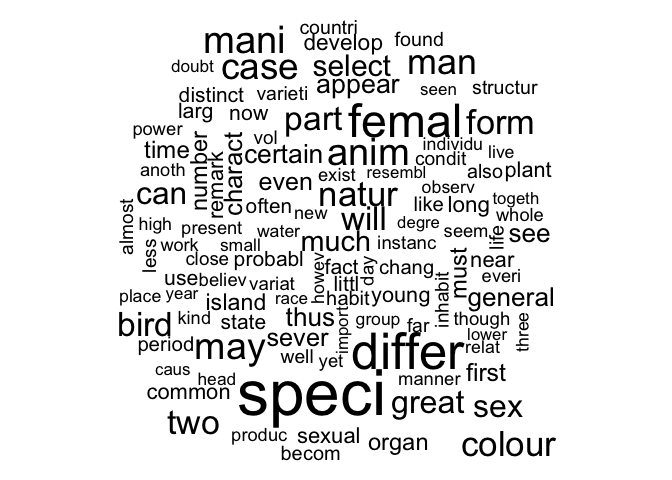 countri
mani develop found
doubt case select man
distinct varieti appear seen structur
larg now part femal form
power vol individu
time number remark charact certain anim condit live
anoth exist resembl also plant
can even natur observ
often new like long togeth
almost high present water will degre seem whole
less work small much instanc life see
close probabl fact day chang must near
use believ variat howev littl everi
place year island race habit young inhabit general
bird kind state thus import group far though three
period may sever differ lower
well yet relat
caus head speci manner first
common great sex
two produc sexual organ colour
becom